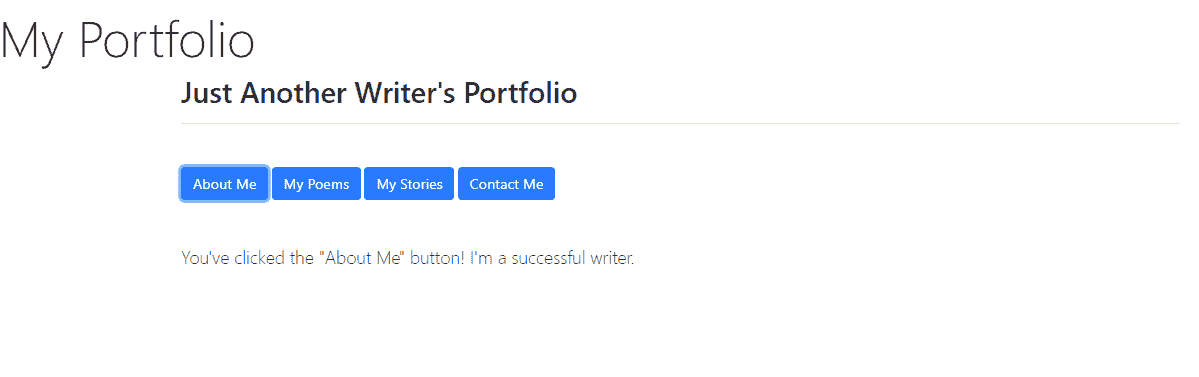 My Portfolio
Just Another Writer's Portfolio
About Me My Poems My Stories Contact Me
You've clicked the "About Me" button! I'm a successful writer.